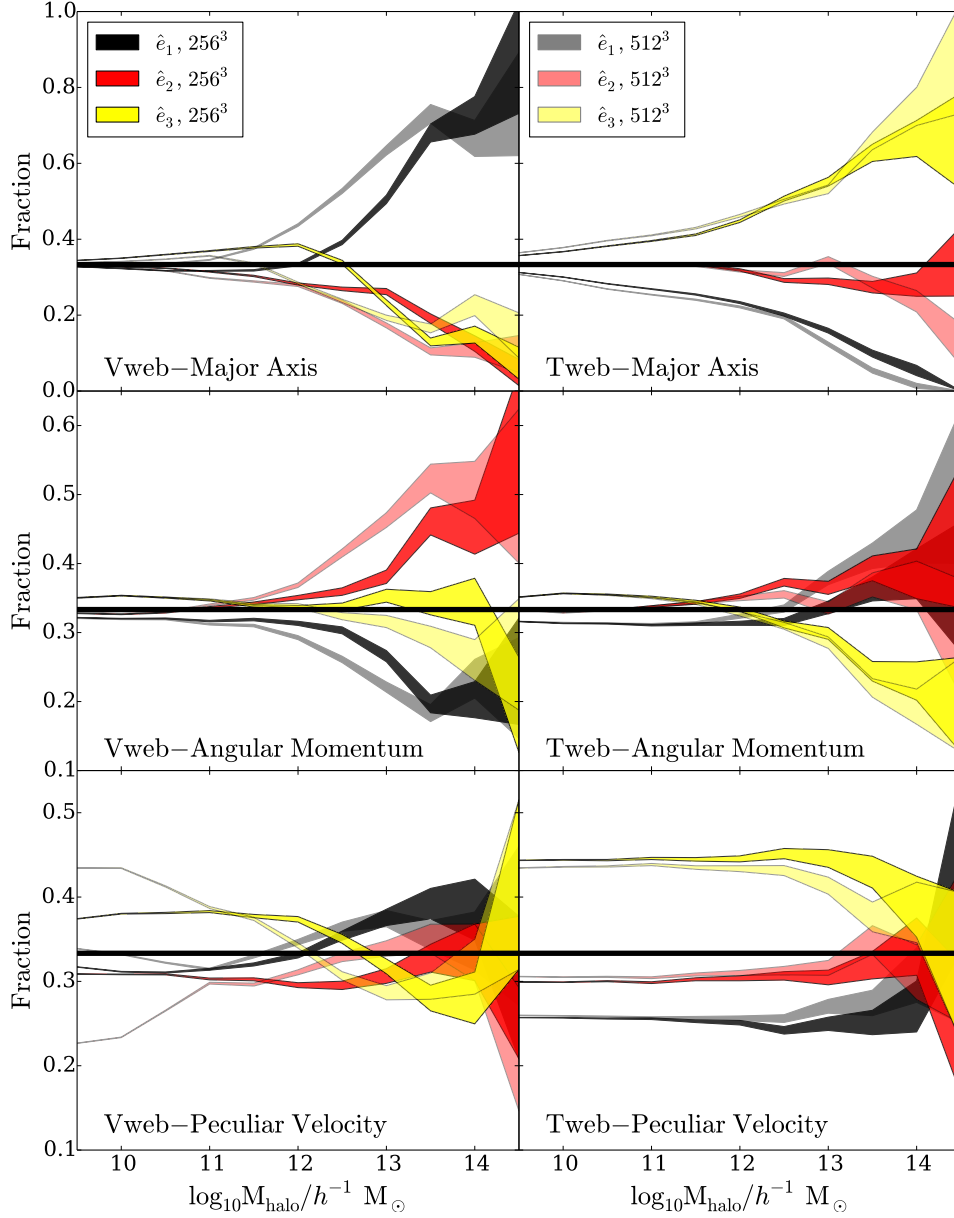 1.0
0.8
0.6
0.4
0.2
0.0
Fraction
ê₁, 256³
ê₂, 256³
ê₃, 256³
Vweb−Major Axis
ê₁, 512³
ê₂, 512³
ê₃, 512³
Tweb−Major Axis
0.6
0.5
0.4
0.3
0.2
0.1
Fraction
Vweb−Angular Momentum
Tweb−Angular Momentum
0.5
0.4
0.3
0.2
0.1
Fraction
Vweb−Peculiar Velocity
Tweb−Peculiar Velocity
10 11 12 13 14
10 11 12 13 14
log₁₀M_halo/h⁻¹ M_⊙
log₁₀M_halo/h⁻¹ M_⊙